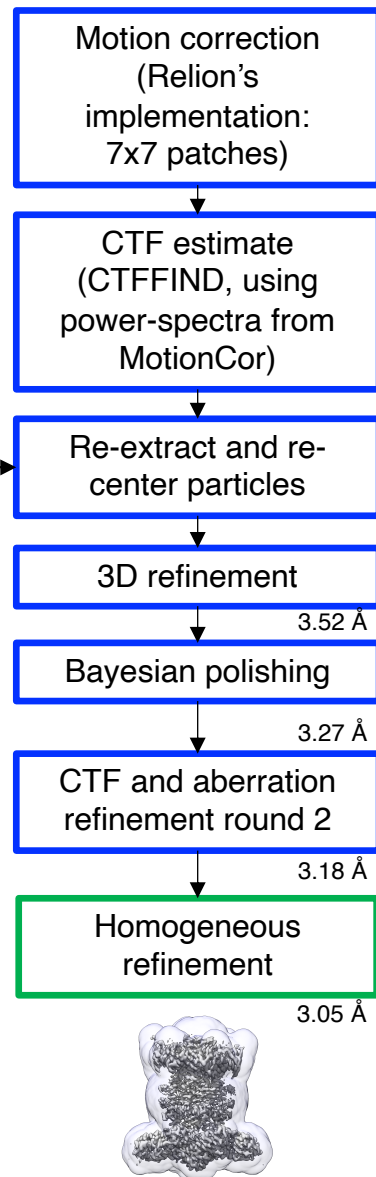 Motion correction
(Relion's
implementation:
7x7 patches)
CTF estimate
(CTFFIND, using
power-spectra from
MotionCor)
Re-extract and re-
center particles
3D refinement
3.52 Å
Bayesian polishing
3.27 Å
CTF and aberration
refinement round 2
3.18 Å
Homogeneous
refinement
3.05 Å